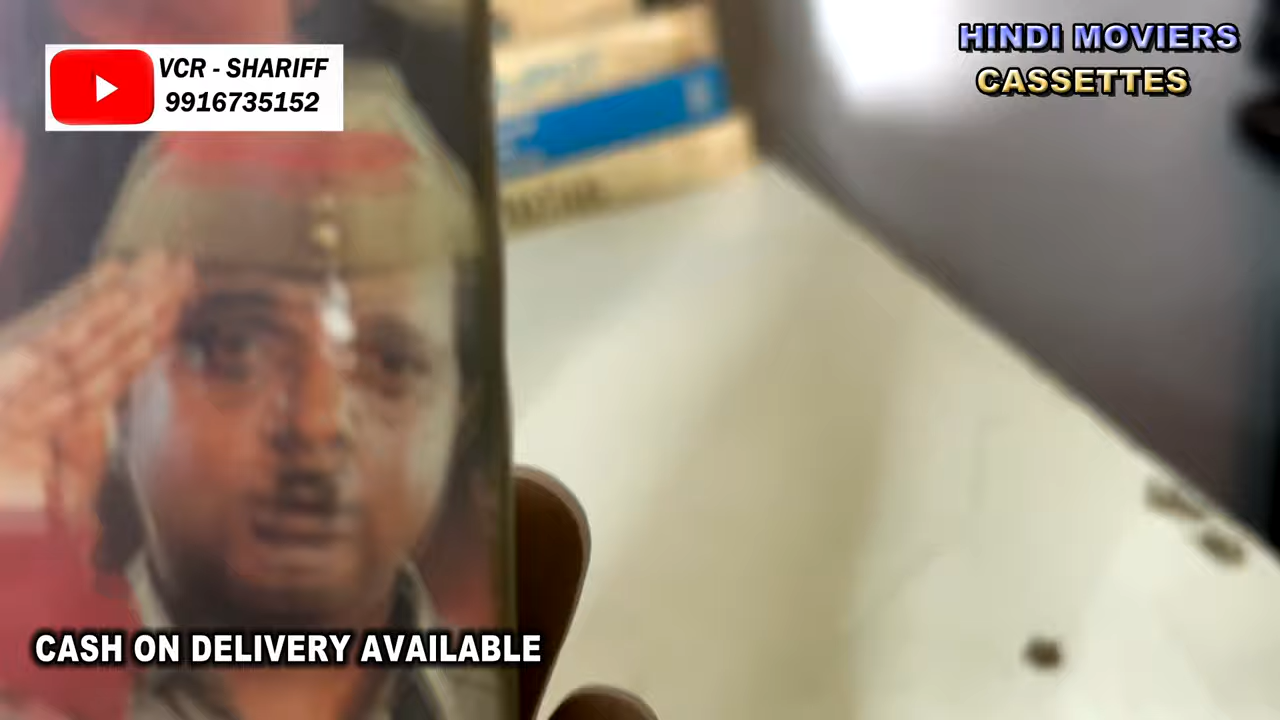 VCR - SHARIFF
9916735152
HINDI MOVIERS
CASSETTES
CASH ON DELIVERY AVAILABLE